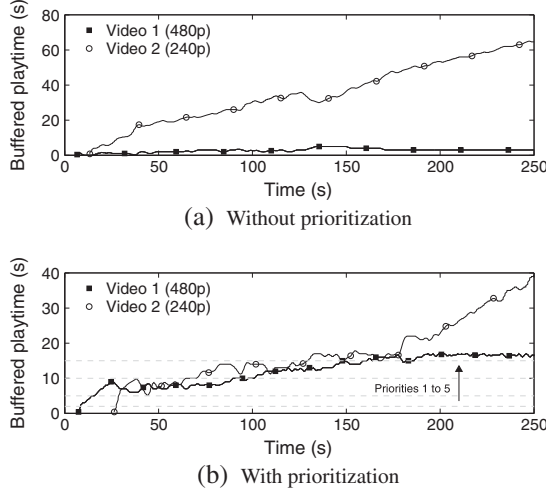 80
60
40
20
0
Buffered playtime (s)
Video 1 (480p)
Video 2 (240p)
0 50 100 150 200 250
Time (s)
(a) Without prioritization
40
30
20
10
0
Buffered playtime (s)
Video 1 (480p)
Video 2 (240p)
Priorities 1 to 5
0 50 100 150 200 250
Time (s)
(b) With prioritization